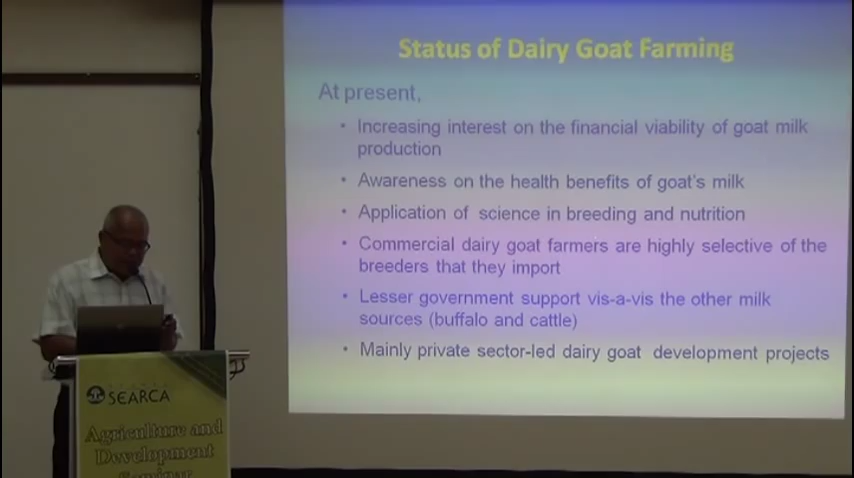 Status of Dairy Goat Farming
At present,
• Increasing interest on the financial viability of goat milk
production
• Awareness on the health benefits of goat's milk
• Application of science in breeding and nutrition
• Commercial dairy goat farmers are highly selective of the
breeders that they import
• Lesser government support vis-a-vis the other milk
sources (buffalo and cattle)
• Mainly private sector-led dairy goat development projects
SEARCA
Agriculture and
Development
Seminar